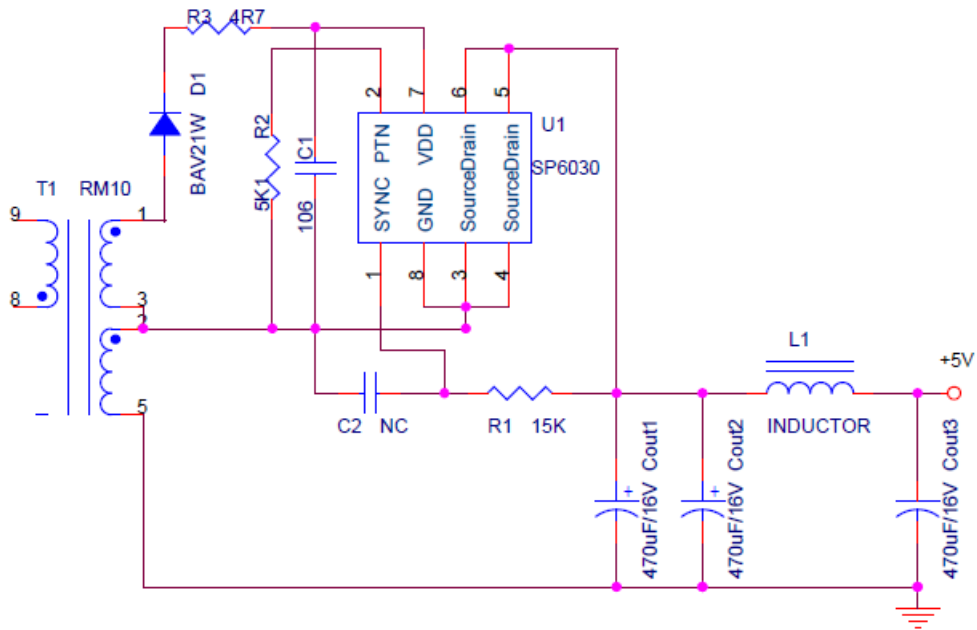 R3 4R7
D1
BAV21W
R2
5K1
C1
106
2
7
6
5
PTN
VDD
SourceDrain
SourceDrain
SYNC
GND
U1
SP6030
1
8
3
4
T1 RM10
9
8
1
3
2
5
C2 NC
R1 15K
L1
INDUCTOR
+5V
+
Cout1
470uF/16V
+
Cout2
470uF/16V
Cout3
470uF/16V